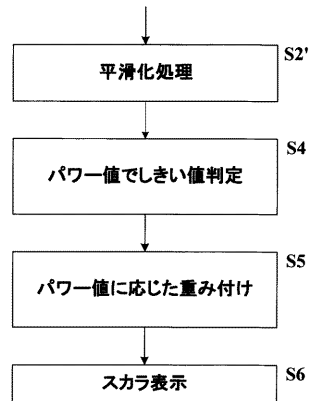 S2'
平滑化処理
S4
パワー値でしきい値判定
S5
パワー値に応じた重み付け
S6
スカラ表示